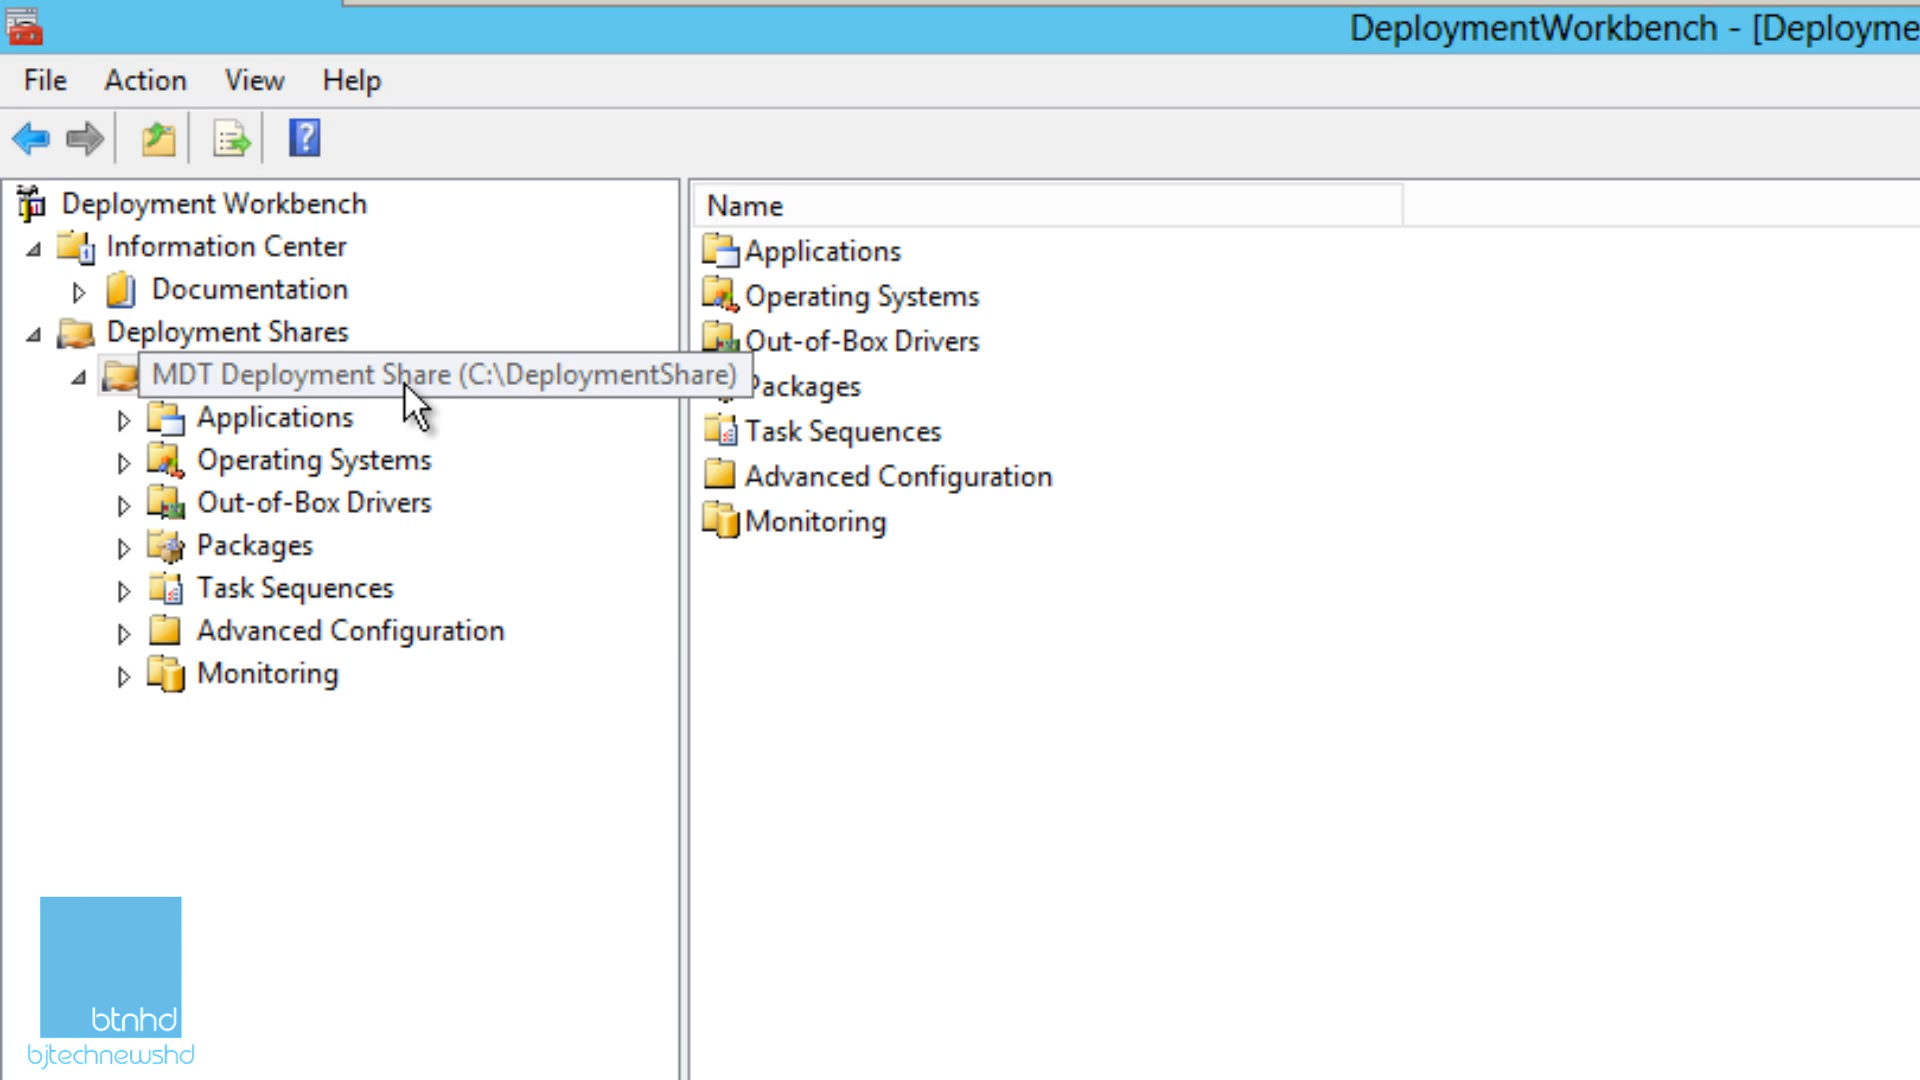 DeploymentWorkbench - [Deployme
File Action View Help
Deployment Workbench
Information Center
Documentation
Deployment Shares
MDT Deployment Share (C:\DeploymentShare)
Applications
Operating Systems
Out-of-Box Drivers
Packages
Task Sequences
Advanced Configuration
Monitoring
Name
Applications
Operating Systems
Out-of-Box Drivers
Packages
Task Sequences
Advanced Configuration
Monitoring
btnhd
bjtechnewshd